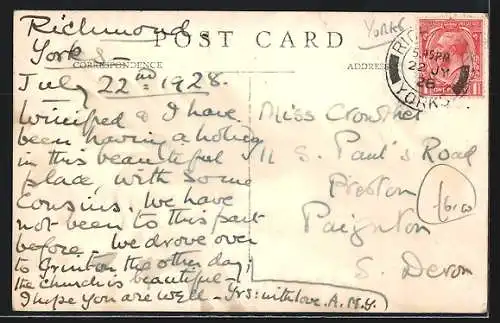 Richmond
Yorks
YORKS
POST CARD
CORRESPONDENCE
ADDRESS
July 22nd 1928.
Winifred & I have
been having a holiday
in this beautiful
place, with some
cousins. We have
not been to this part
before. We drove over
to Grinton the other day,
the church is beautiful -
I hope you are well - Yrs: with love. A.M.Y.
Miss Crowther
11 S. Paul's Road
Preston
Paignton
S. Devon
5.45PM
22 JY
28
YORKS